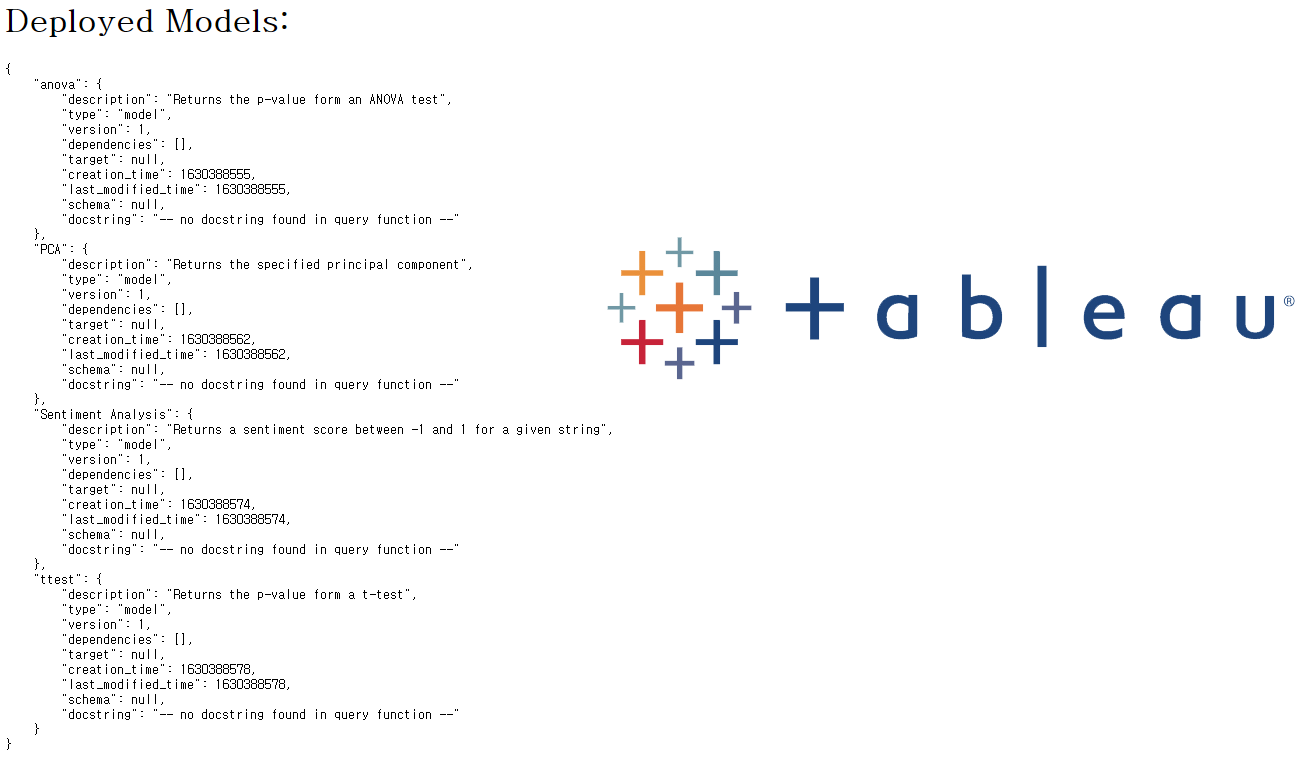 Deployed Models:
{
    "anova": {
        "description": "Returns the p-value form an ANOVA test",
        "type": "model",
        "version": 1,
        "dependencies": [],
        "target": null,
        "creation_time": 1630388555,
        "last_modified_time": 1630388555,
        "schema": null,
        "docstring": "-- no docstring found in query function --"
    },
    "PCA": {
        "description": "Returns the specified principal component",
        "type": "model",
        "version": 1,
        "dependencies": [],
        "target": null,
        "creation_time": 1630388562,
        "last_modified_time": 1630388562,
        "schema": null,
        "docstring": "-- no docstring found in query function --"
    },
    "Sentiment Analysis": {
        "description": "Returns a sentiment score between -1 and 1 for a given string",
        "type": "model",
        "version": 1,
        "dependencies": [],
        "target": null,
        "creation_time": 1630388574,
        "last_modified_time": 1630388574,
        "schema": null,
        "docstring": "-- no docstring found in query function --"
    },
    "ttest": {
        "description": "Returns the p-value form a t-test",
        "type": "model",
        "version": 1,
        "dependencies": [],
        "target": null,
        "creation_time": 1630388578,
        "last_modified_time": 1630388578,
        "schema": null,
        "docstring": "-- no docstring found in query function --"
    }
}
+ableau®